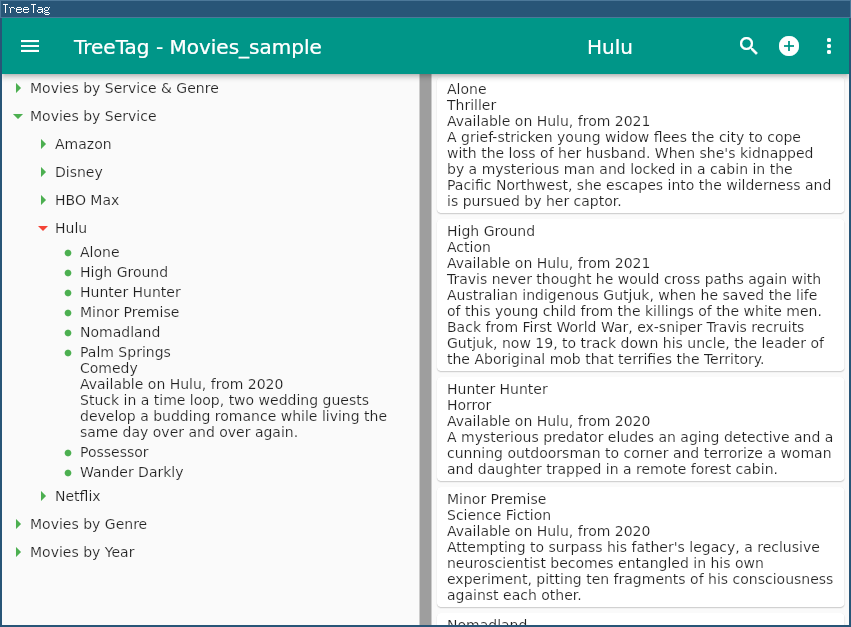 TreeTag
TreeTag - Movies_sample
Hulu
Movies by Service & Genre
Movies by Service
Amazon
Disney
HBO Max
Hulu
Alone
High Ground
Hunter Hunter
Minor Premise
Nomadland
Palm Springs
Comedy
Available on Hulu, from 2020
Stuck in a time loop, two wedding guests
develop a budding romance while living the
same day over and over again.
Possessor
Wander Darkly
Netflix
Movies by Genre
Movies by Year
Alone
Thriller
Available on Hulu, from 2021
A grief-stricken young widow flees the city to cope
with the loss of her husband. When she's kidnapped
by a mysterious man and locked in a cabin in the
Pacific Northwest, she escapes into the wilderness and
is pursued by her captor.
High Ground
Action
Available on Hulu, from 2021
Travis never thought he would cross paths again with
Australian indigenous Gutjuk, when he saved the life
of this young child from the killings of the white men.
Back from First World War, ex-sniper Travis recruits
Gutjuk, now 19, to track down his uncle, the leader of
the Aboriginal mob that terrifies the Territory.
Hunter Hunter
Horror
Available on Hulu, from 2020
A mysterious predator eludes an aging detective and a
cunning outdoorsman to corner and terrorize a woman
and daughter trapped in a remote forest cabin.
Minor Premise
Science Fiction
Available on Hulu, from 2020
Attempting to surpass his father's legacy, a reclusive
neuroscientist becomes entangled in his own
experiment, pitting ten fragments of his consciousness
against each other.
Nomadland